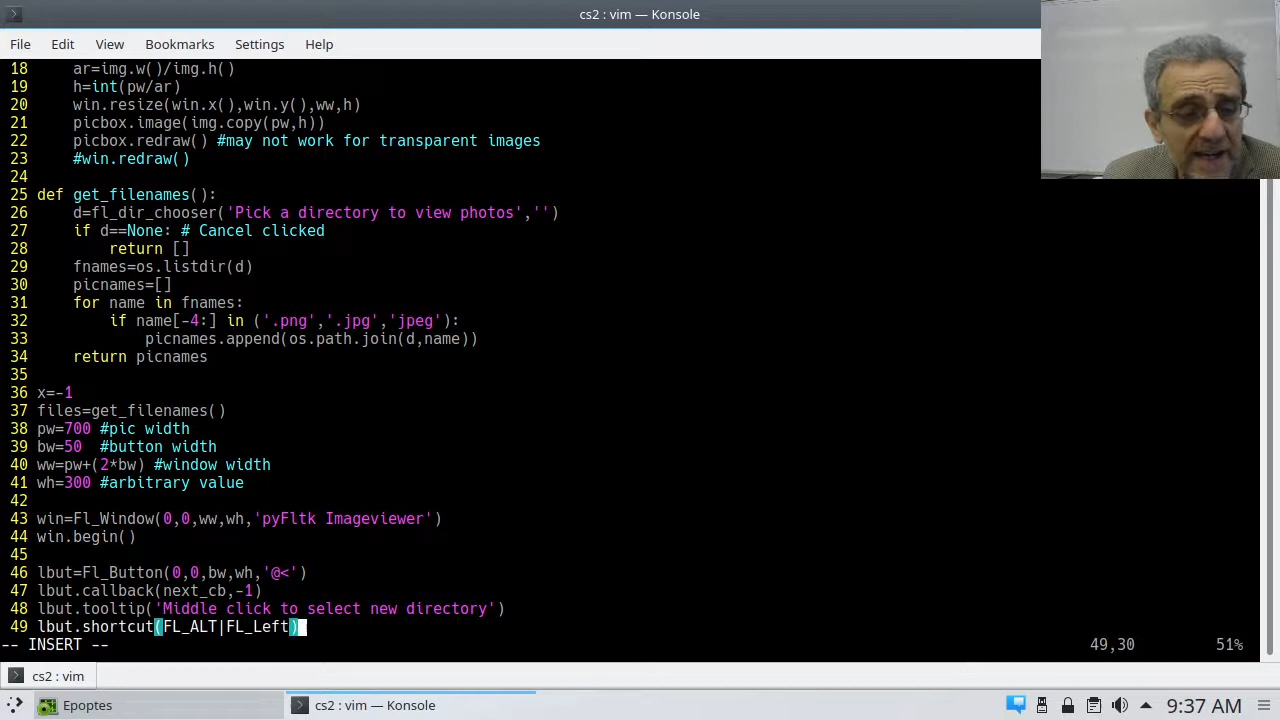 cs2 : vim — Konsole
File Edit View Bookmarks Settings Help
18 ar=img.w()/img.h()
19 h=int(pw/ar)
20 win.resize(win.x(),win.y(),ww,h)
21 picbox.image(img.copy(pw,h))
22 picbox.redraw() #may not work for transparent images
23 #win.redraw()
24
25 def get_filenames():
26 d=fl_dir_chooser('Pick a directory to view photos','')
27 if d==None: # Cancel clicked
28 return []
29 fnames=os.listdir(d)
30 picnames=[]
31 for name in fnames:
32 if name[-4:] in ('.png','.jpg','jpeg'):
33 picnames.append(os.path.join(d,name))
34 return picnames
35
36 x=-1
37 files=get_filenames()
38 pw=700 #pic width
39 bw=50  #button width
40 ww=pw+(2*bw) #window width
41 wh=300 #arbitrary value
42
43 win=Fl_Window(0,0,ww,wh,'pyFltk Imageviewer')
44 win.begin()
45
46 lbut=Fl_Button(0,0,bw,wh,'@<')
47 lbut.callback(next_cb,-1)
48 lbut.tooltip('Middle click to select new directory')
49 lbut.shortcut(FL_ALT|FL_Left)
-- INSERT -- 49,30 51%
cs2 : vim
Epoptes cs2 : vim — Konsole 9:37 AM